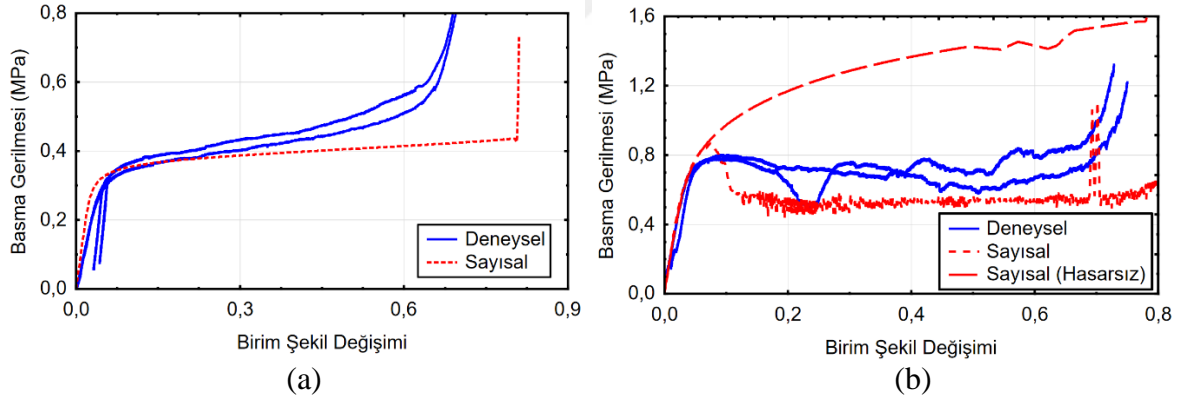 0,8
0,6
0,4
0,2
0,0
Basma Gerilmesi (MPa)
Deneysel
Sayısal
0,0 0,3 0,6 0,9
Birim Şekil Değişimi
(a)
1,6
1,2
0,8
0,4
0,0
Basma Gerilmesi (MPa)
Deneysel
Sayısal
Sayısal (Hasarsız)
0,0 0,2 0,4 0,6 0,8
Birim Şekil Değişimi
(b)